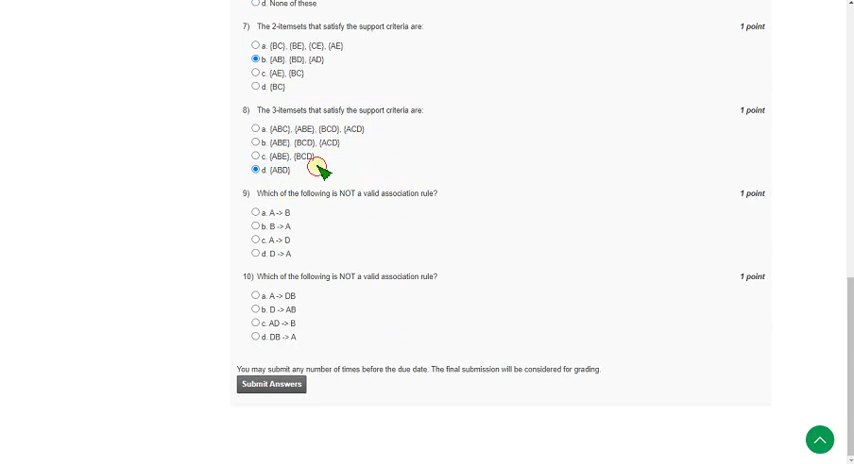 d. None of these
7) The 2-itemsets that satisfy the support criteria are: 1 point
a. {BC}, {BE}, {CE}, {AE}
b. {AB}. {BD}, {AD}
c. {AE}, {BC}
d. {BC}
8) The 3-itemsets that satisfy the support criteria are: 1 point
a. {ABC}, {ABE}, {BCD}, {ACD}
b. {ABE}. {BCD}, {ACD}
c. {ABE}, {BCD}
d. {ABD}
9) Which of the following is NOT a valid association rule? 1 point
a. A -> B
b. B -> A
c. A -> D
d. D -> A
10) Which of the following is NOT a valid association rule? 1 point
a. A -> DB
b. D -> AB
c. AD -> B
d. DB -> A
You may submit any number of times before the due date. The final submission will be considered for grading.
Submit Answers